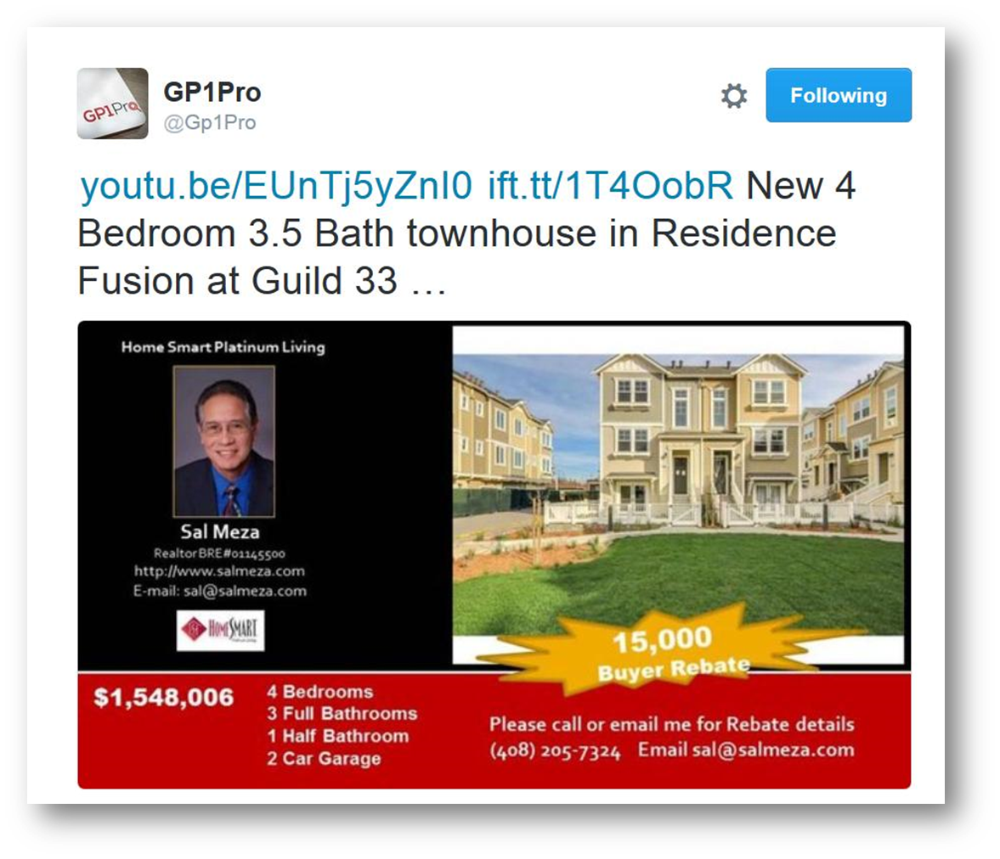 GP1Pro
GP1Pro
@Gp1Pro
Following
youtu.be/EUnTj5yZnI0 ift.tt/1T4OobR New 4
Bedroom 3.5 Bath townhouse in Residence
Fusion at Guild 33 …
Home Smart Platinum Living
Sal Meza
Realtor BRE#01145500
http://www.salmeza.com
E-mail: sal@salmeza.com
HOMESMART
15,000
Buyer Rebate
$1,548,006
4 Bedrooms
3 Full Bathrooms
1 Half Bathroom
2 Car Garage
Please call or email me for Rebate details
(408) 205-7324 Email sal@salmeza.com